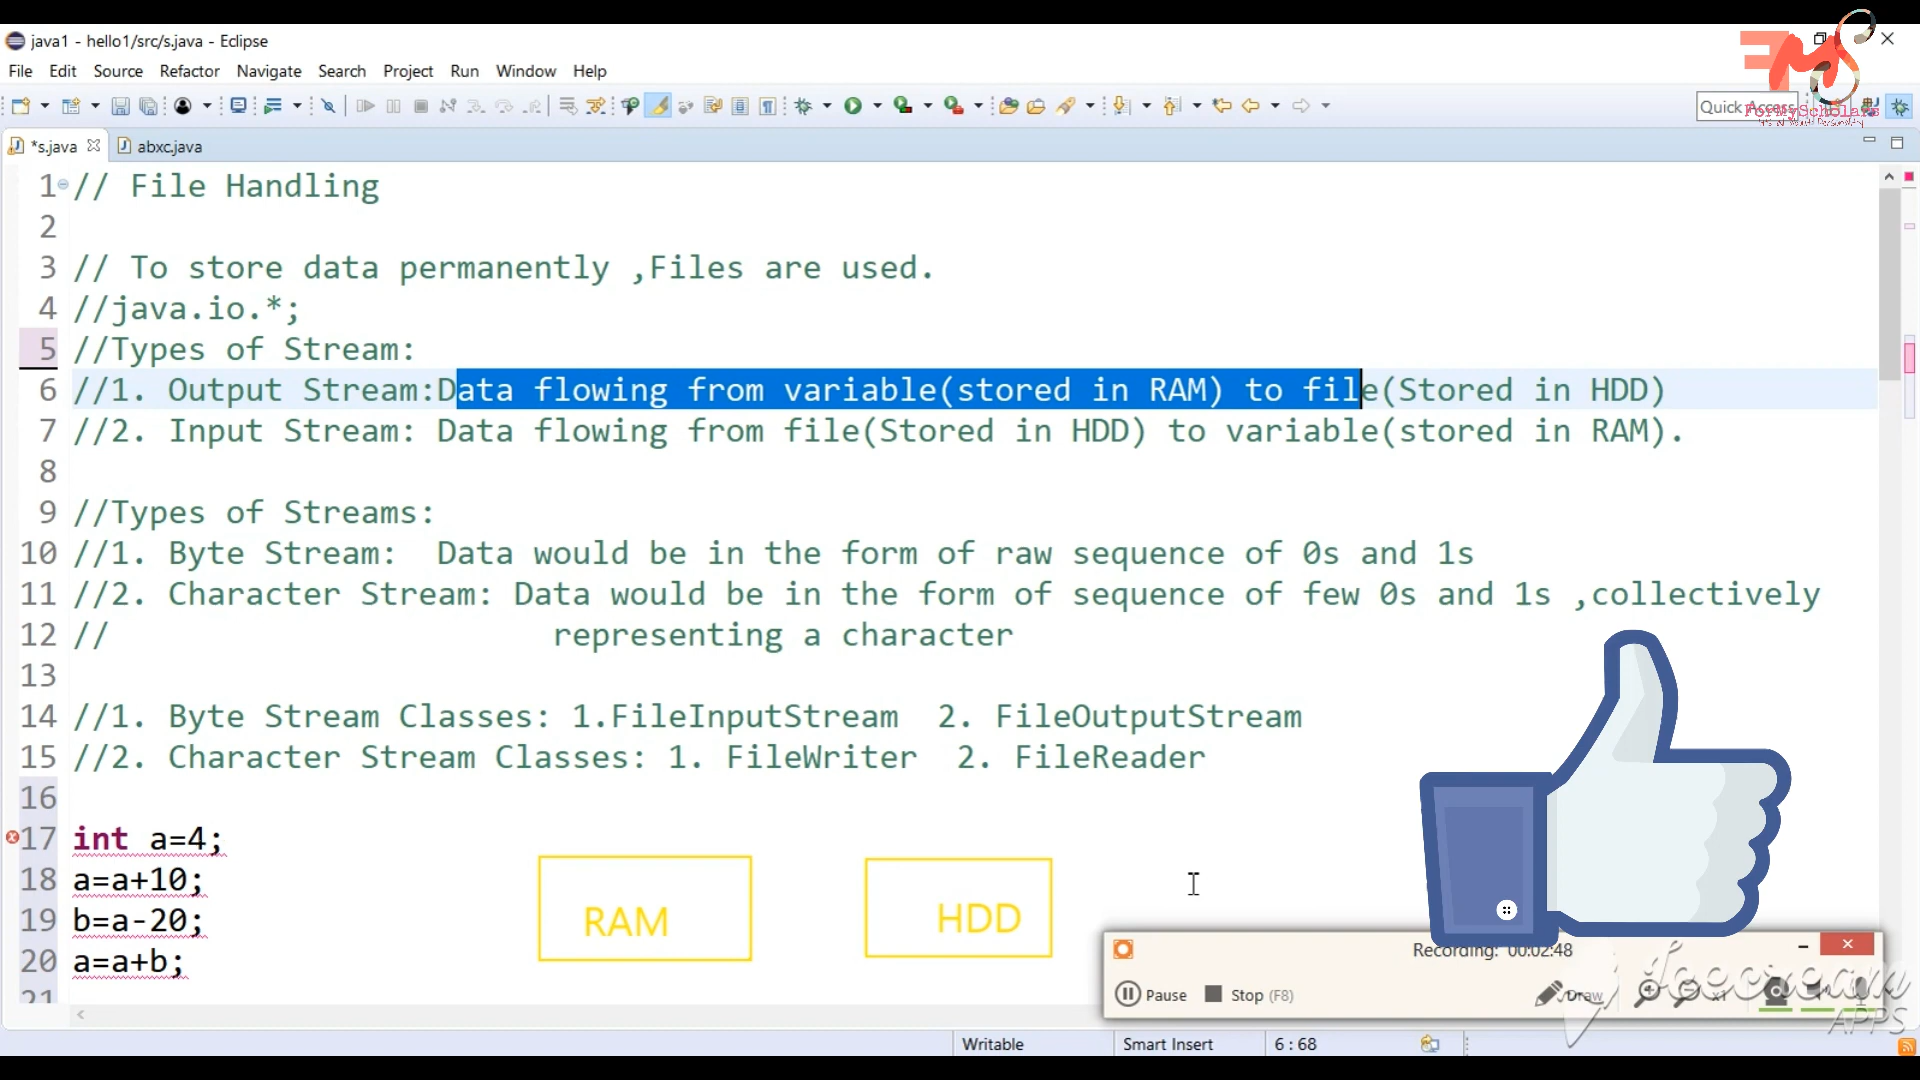 java1 - hello1/src/s.java - Eclipse
File Edit Source Refactor Navigate Search Project Run Window Help
Quick Access
ForMyScholars
*s.java abxc.java
1 // File Handling
2
3 // To store data permanently ,Files are used.
4 //java.io.*;
5 //Types of Stream:
6 //1. Output Stream:Data flowing from variable(stored in RAM) to file(Stored in HDD)
7 //2. Input Stream: Data flowing from file(Stored in HDD) to variable(stored in RAM).
8
9 //Types of Streams:
10 //1. Byte Stream:  Data would be in the form of raw sequence of 0s and 1s
11 //2. Character Stream: Data would be in the form of sequence of few 0s and 1s ,collectively
12 // representing a character
13
14 //1. Byte Stream Classes: 1.FileInputStream  2. FileOutputStream
15 //2. Character Stream Classes: 1. FileWriter  2. FileReader
16
17 int a=4;
18 a=a+10;
19 b=a-20;
20 a=a+b;
21
RAM HDD
Recording: 00:02:48
Pause Stop (F8) Draw x1
Icecream
APPS
Writable Smart Insert 6 : 68